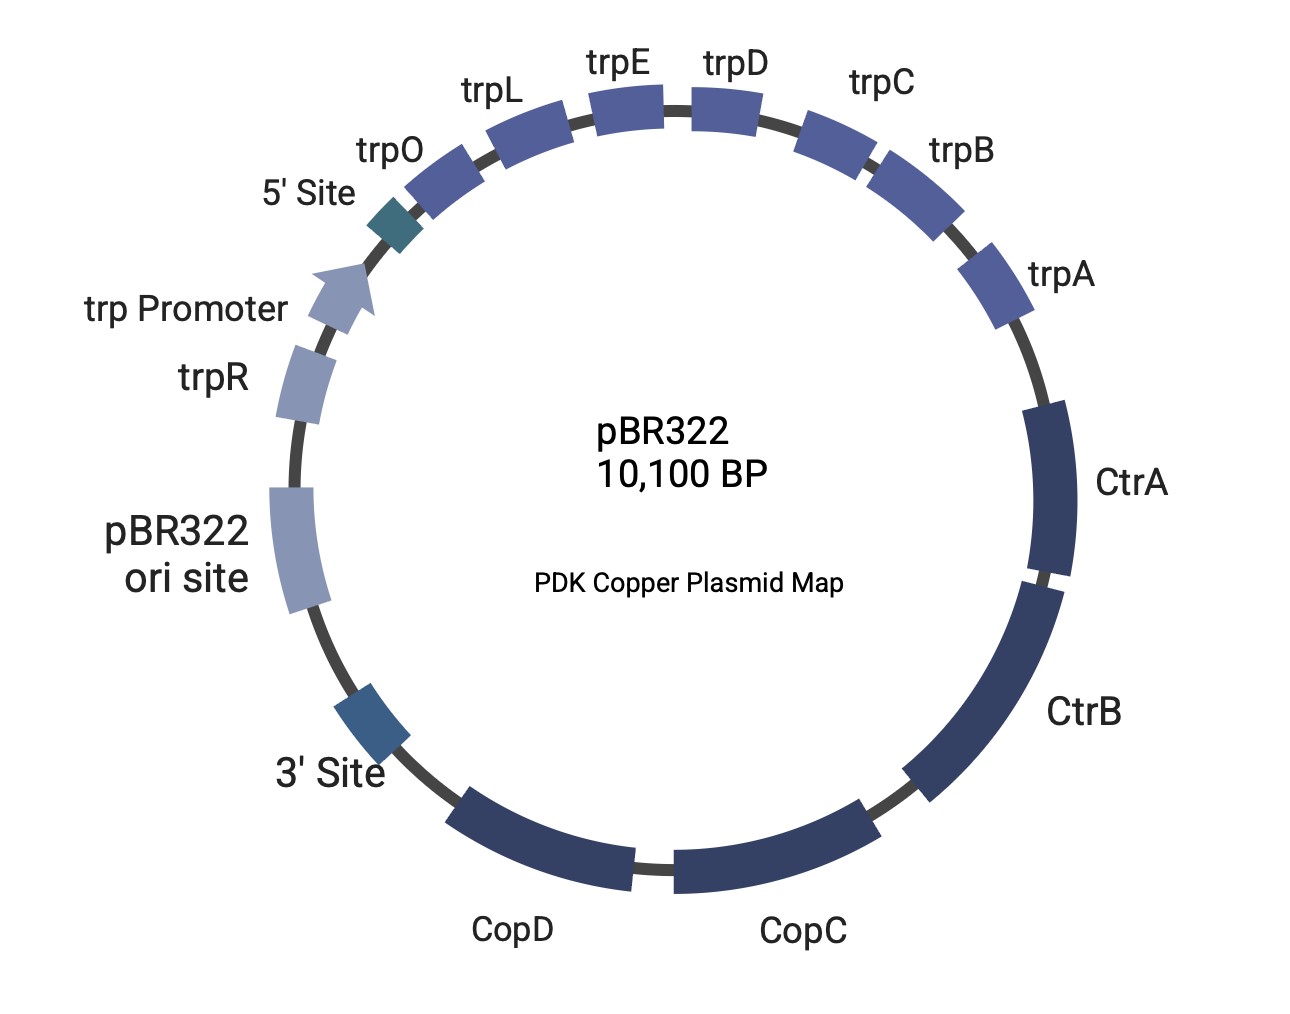 trpE
trpD
trpC
trpL
trpO
trpB
5' Site
trpA
trp Promoter
trpR
pBR322
10,100 BP
CtrA
pBR322
ori site
PDK Copper Plasmid Map
CtrB
3' Site
CopD
CopC